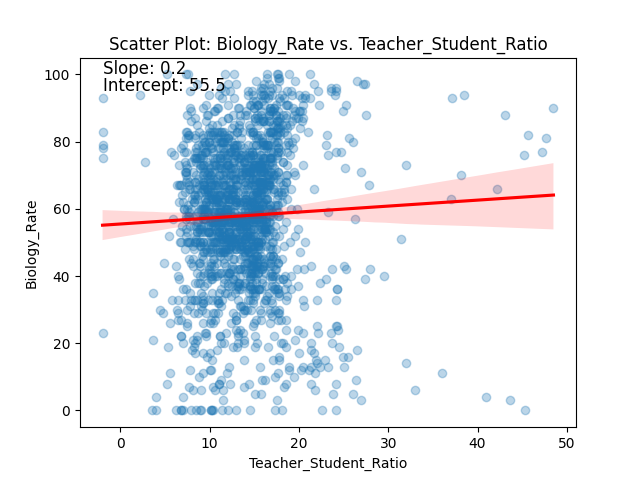 Scatter Plot: Biology_Rate vs. Teacher_Student_Ratio
Slope: 0.2
Intercept: 55.5
100
80
60
40
20
0
Biology_Rate
0 10 20 30 40 50
Teacher_Student_Ratio